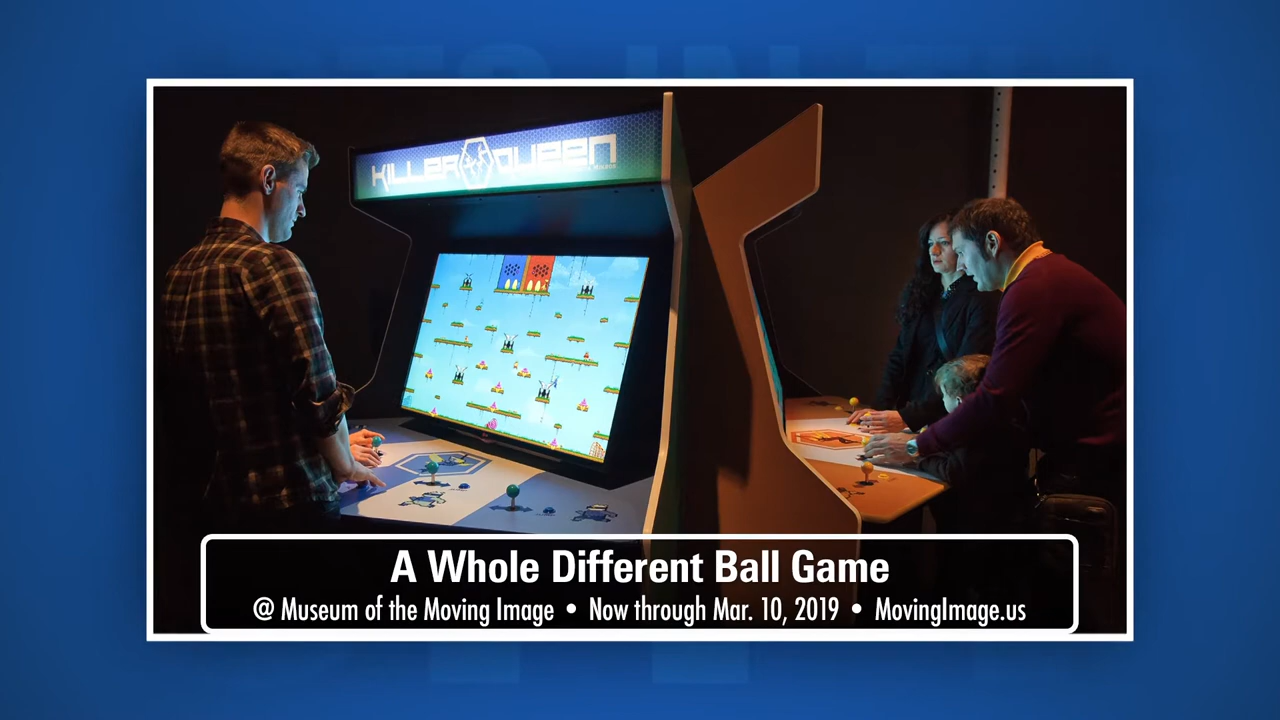 KILLER QUEEN
A Whole Different Ball Game
@ Museum of the Moving Image • Now through Mar. 10, 2019 • MovingImage.us